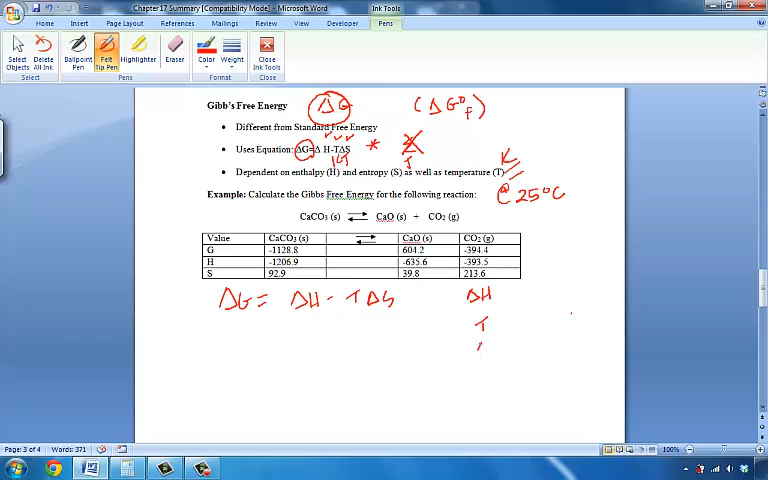 Chapter 17 Summary [Compatibility Mode] - Microsoft Word
Ink Tools
Home Insert Page Layout References Mailings Review View Developer Pens
Select Objects
Delete All Ink
Ballpoint Pen
Felt Tip Pen
Highlighter
Eraser
Color
Weight
Close Ink Tools
Select Pens Format Close
Gibb's Free Energy ΔG (ΔG°f)
• Different from Standard Free Energy
• Uses Equation: ΔG=Δ H-TΔS *
• Dependent on enthalpy (H) and entropy (S) as well as temperature (T) K
Example: Calculate the Gibbs Free Energy for the following reaction: @ 25°C
CaCO₃ (s) ⇄ CaO (s) + CO₂ (g)
Value CaCO₃ (s) ⇄ CaO (s) CO₂ (g)
G -1128.8 604.2 -394.4
H -1206.9 -635.6 -393.5
S 92.9 39.8 213.6
ΔG = ΔH - TΔS ΔH
T
Page: 3 of 4 Words: 371 100%